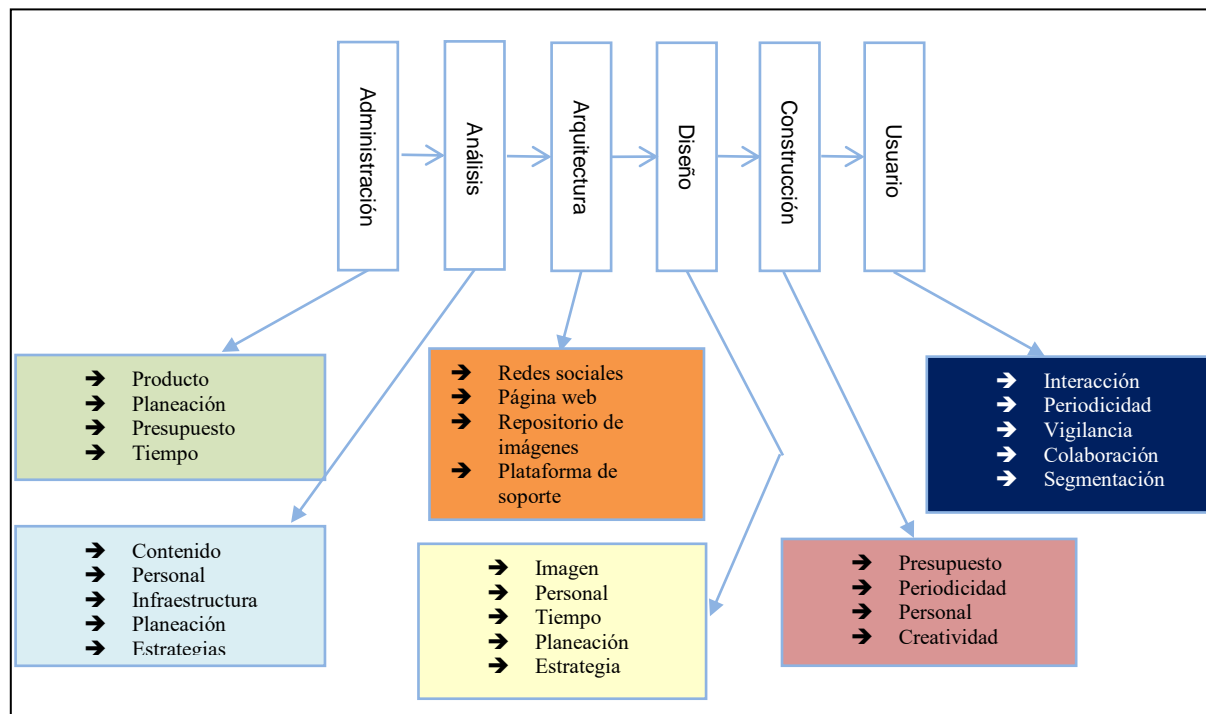 Administración
Análisis
Arquitectura
Diseño
Construcción
Usuario
➔ Producto
➔ Planeación
➔ Presupuesto
➔ Tiempo
➔ Contenido
➔ Personal
➔ Infraestructura
➔ Planeación
➔ Estrategias
➔ Redes sociales
➔ Página web
➔ Repositorio de
imágenes
➔ Plataforma de
soporte
➔ Imagen
➔ Personal
➔ Tiempo
➔ Planeación
➔ Estrategia
➔ Presupuesto
➔ Periodicidad
➔ Personal
➔ Creatividad
➔ Interacción
➔ Periodicidad
➔ Vigilancia
➔ Colaboración
➔ Segmentación